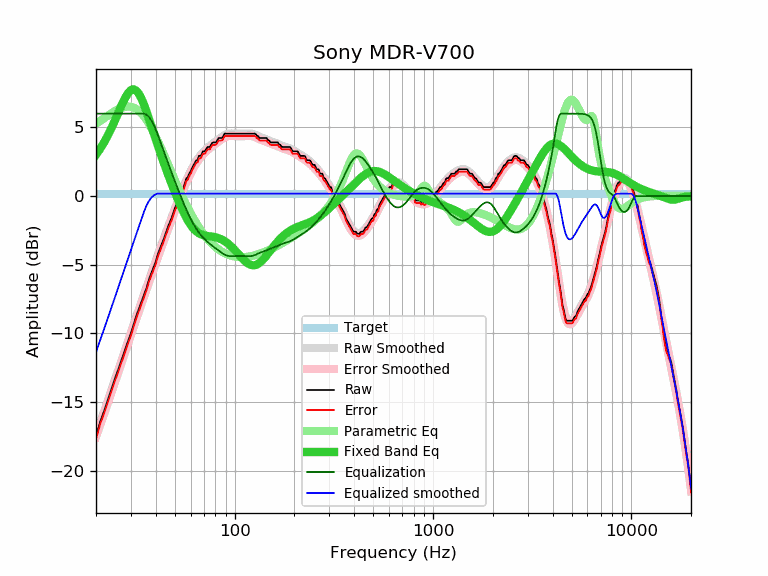 Sony MDR-V700
Amplitude (dBr)
5
0
−5
−10
−15
−20
Target
Raw Smoothed
Error Smoothed
Raw
Error
Parametric Eq
Fixed Band Eq
Equalization
Equalized smoothed
100
1000
10000
Frequency (Hz)